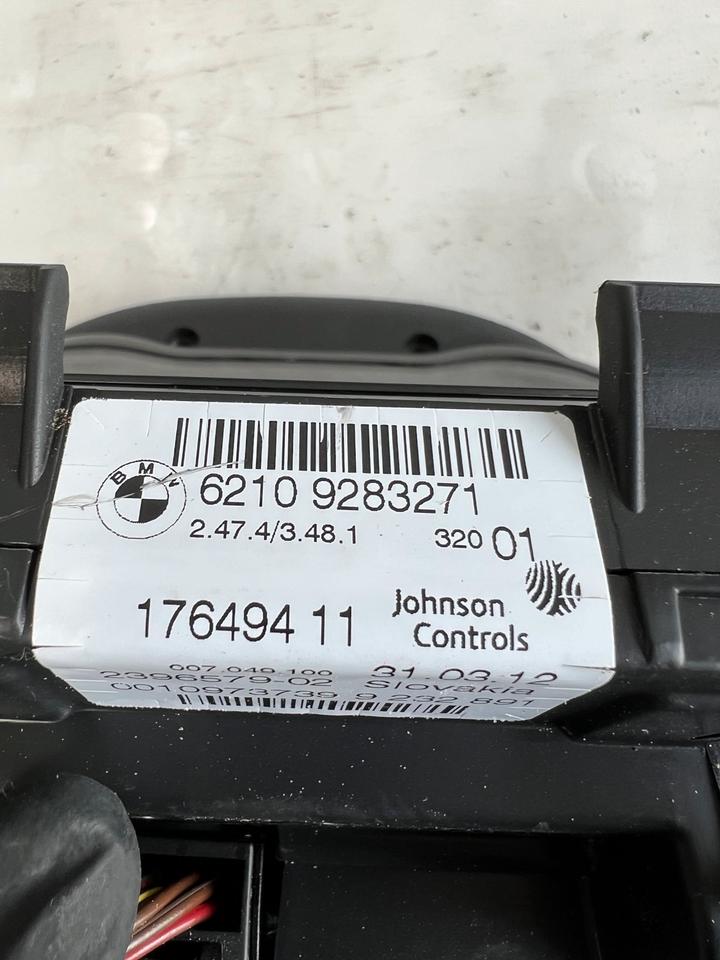 BMW
6210 9283271
2.47.4/3.48.1 320 01
176494 11
Johnson Controls
007.049.100 31.03.12
2396579-02 Slovakia
0010973739